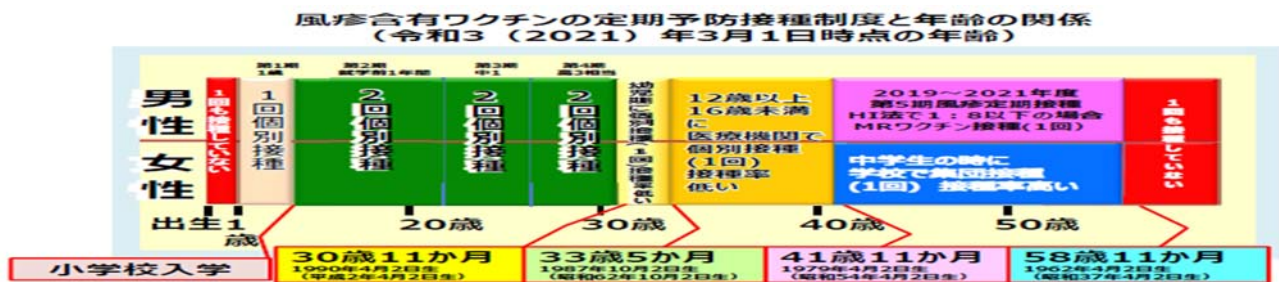 風疹含有ワクチンの定期予防接種制度と年齢の関係
(令和3(2021)年3月1日時点の年齢)
第1期
1歳
第2期
就学前1年間
第3期
中1
第4期
高3相当
男性
女性
1回も接種していない
1回個別接種
2回個別接種
2回個別接種
2回個別接種
幼児期に個別接種(1回)接種率低い
12歳以上
16歳未満
に
医療機関で
個別接種
(1回)
接種率
低い
2019~2021年度
第5期風疹定期接種
HI法で1:8以下の場合
MRワクチン接種(1回)
中学生の時に
学校で集団接種
(1回) 接種率高い
1回も接種していない
出生
1歳
20歳
30歳
40歳
50歳
小学校入学
30歳11か月
1990年4月2日生
(平成2年4月2日生)
33歳5か月
1987年10月2日生
(昭和62年10月2日生)
41歳11か月
1979年4月2日生
(昭和54年4月2日生)
58歳11か月
1962年4月2日生
(昭和37年4月2日生)